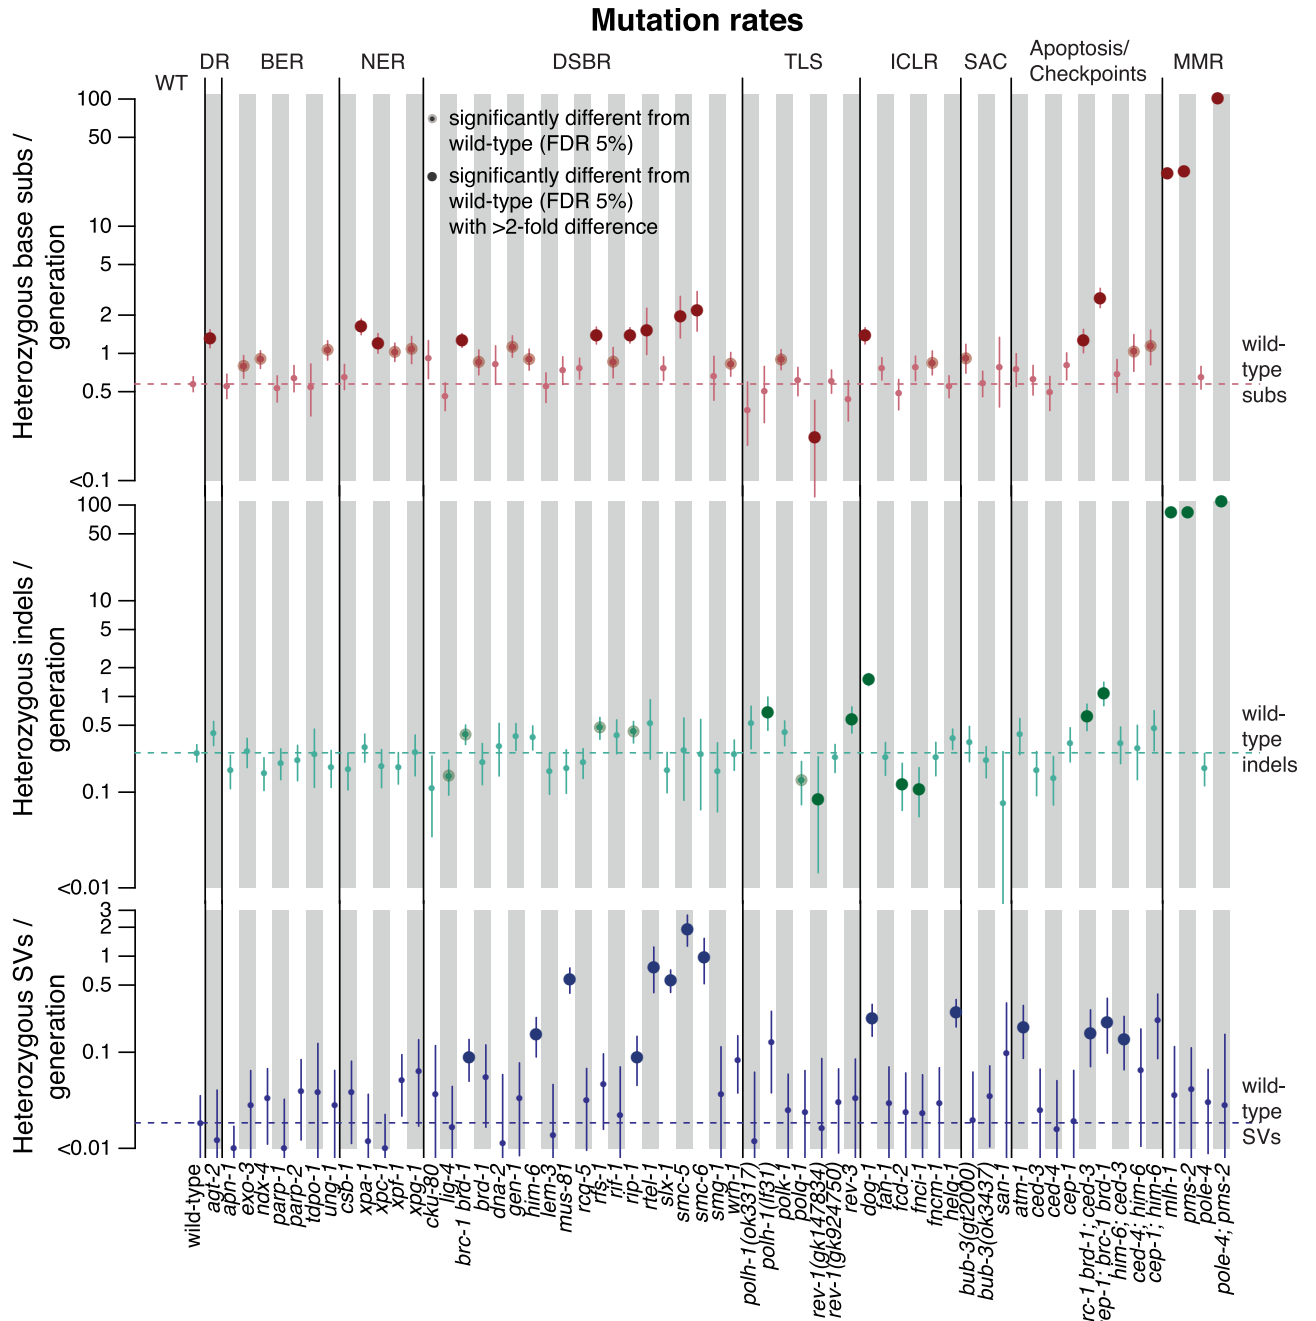 Mutation rates
WT
DR
BER
NER
DSBR
TLS
ICLR
SAC
Apoptosis/
Checkpoints
MMR
Heterozygous base subs /
generation
100
50
10
5
2
1
0.5
<0.1
significantly different from
wild-type (FDR 5%)
significantly different from
wild-type (FDR 5%)
with >2-fold difference
wild-
type
subs
Heterozygous indels /
generation
100
50
10
5
2
1
0.5
0.1
<0.01
wild-
type
indels
Heterozygous SVs /
generation
3
2
1
0.5
0.1
<0.01
wild-
type
SVs
wild-type
agt-2
apn-1
exo-3
ndx-4
parp-1
parp-2
tdpo-1
ung-1
csb-1
xpa-1
xpc-1
xpf-1
xpg-1
cku-80
lig-4
brc-1 brd-1
brd-1
dna-2
gen-1
him-6
lem-3
mus-81
rcg-5
rfs-1
rif-1
rip-1
rtel-1
slx-1
smc-5
smc-6
smg-1
wrn-1
polh-1(ok3317)
polh-1(lf31)
polk-1
polq-1
rev-1(gk147834)
rev-1(gk924750)
rev-3
dog-1
fan-1
fcd-2
fnci-1
fncm-1
helq-1
bub-3(gt2000)
bub-3(ok3437)
san-1
atm-1
ced-3
ced-4
cep-1
rc-1 brd-1; ced-3
ep-1; brc-1 brd-1
him-6; ced-3
ced-4; him-6
cep-1; him-6
mlh-1
pms-2
pole-4
pole-4; pms-2